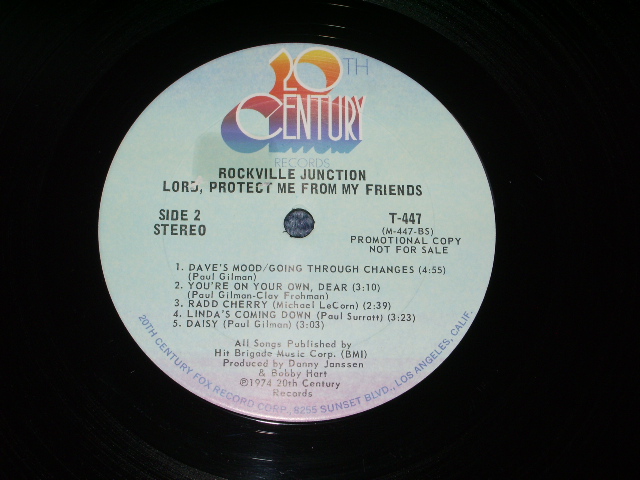 20TH
CENTURY
RECORDS
ROCKVILLE JUNCTION
LORD, PROTECT ME FROM MY FRIENDS
SIDE 2
STEREO
T-447
(M-447-BS)
PROMOTIONAL COPY
NOT FOR SALE
1. DAVE'S MOOD/GOING THROUGH CHANGES (4:55)
(Paul Gilman)
2. YOU'RE ON YOUR OWN, DEAR (3:10)
(Paul Gilman-Clay Frohman)
3. RADD CHERRY (Michael LeCorn) (2:39)
4. LINDA'S COMING DOWN (Paul Surratt) (3:23)
5. DAISY (Paul Gilman) (3:03)
All Songs Published by
Hit Brigade Music Corp. (BMI)
Produced by Danny Janssen
& Bobby Hart
℗1974 20th Century
Records
20TH CENTURY FOX RECORD CORP., 8255 SUNSET BLVD., LOS ANGELES, CALIF.